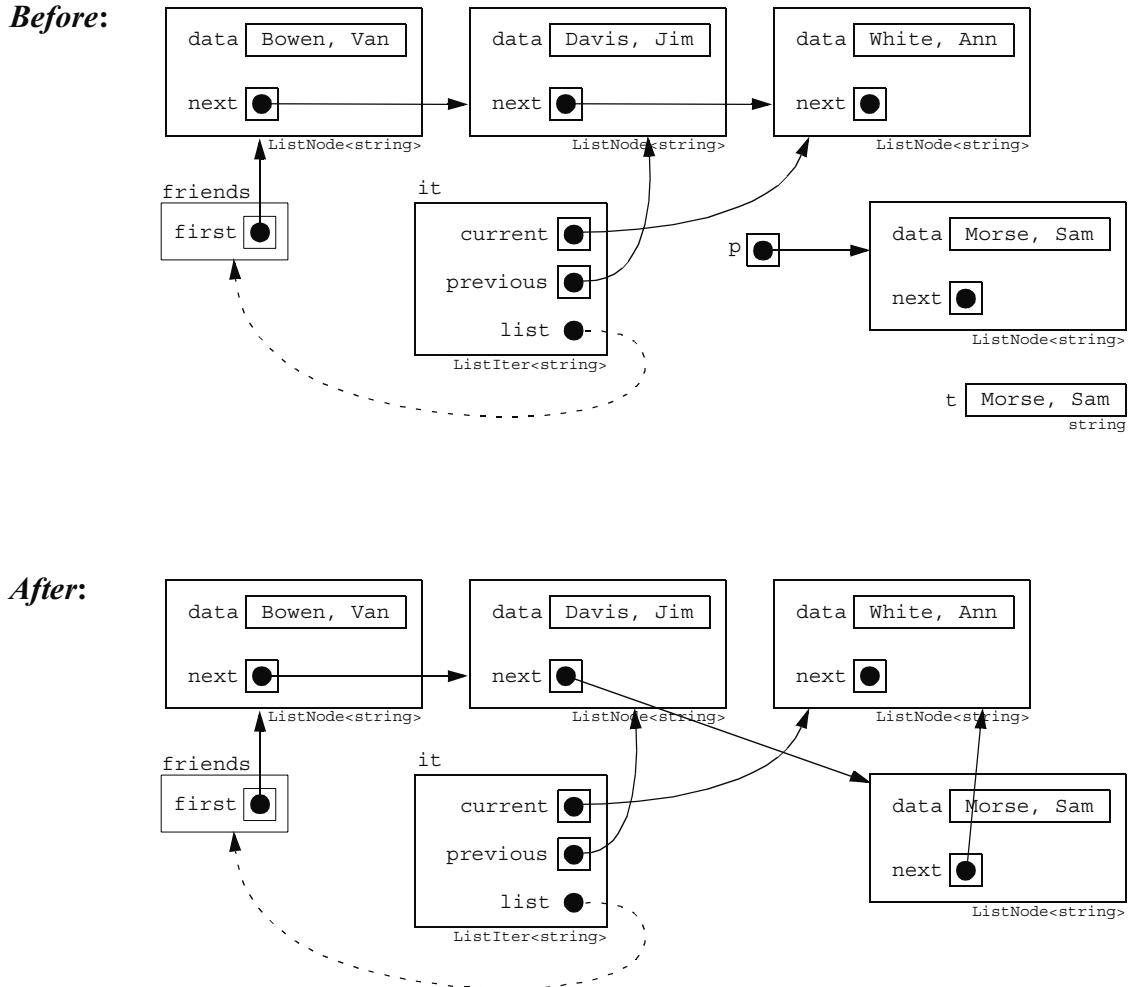 Before:
data Bowen, Van
next
ListNode<string>
data Davis, Jim
next
ListNode<string>
data White, Ann
next
ListNode<string>
friends
first
it
current
previous
list
ListIter<string>
p
data Morse, Sam
next
ListNode<string>
t Morse, Sam
string
After:
data Bowen, Van
next
ListNode<string>
data Davis, Jim
next
ListNode<string>
data White, Ann
next
ListNode<string>
friends
first
it
current
previous
list
ListIter<string>
data Morse, Sam
next
ListNode<string>